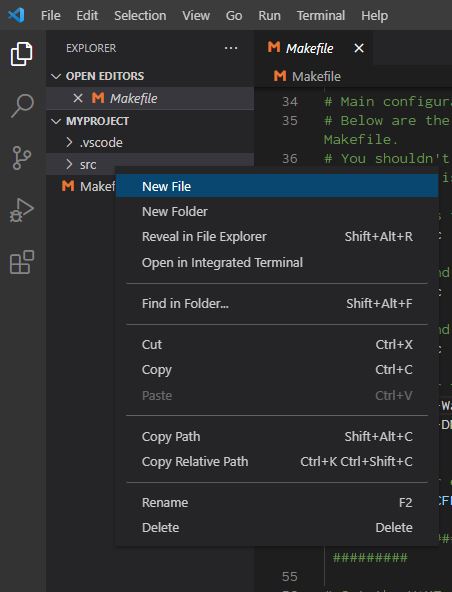 File Edit Selection View Go Run Terminal Help
EXPLORER ···
OPEN EDITORS
Makefile
MYPROJECT
.vscode
src
Makef
New File
New Folder
Reveal in File Explorer Shift+Alt+R
Open in Integrated Terminal
Find in Folder... Shift+Alt+F
Cut Ctrl+X
Copy Ctrl+C
Paste Ctrl+V
Copy Path Shift+Alt+C
Copy Relative Path Ctrl+K Ctrl+Shift+C
Rename F2
Delete Delete
Makefile
Makefile
34 # Main configura
35 # Below are the
Makefile.
36 # You shouldn't
#########
55